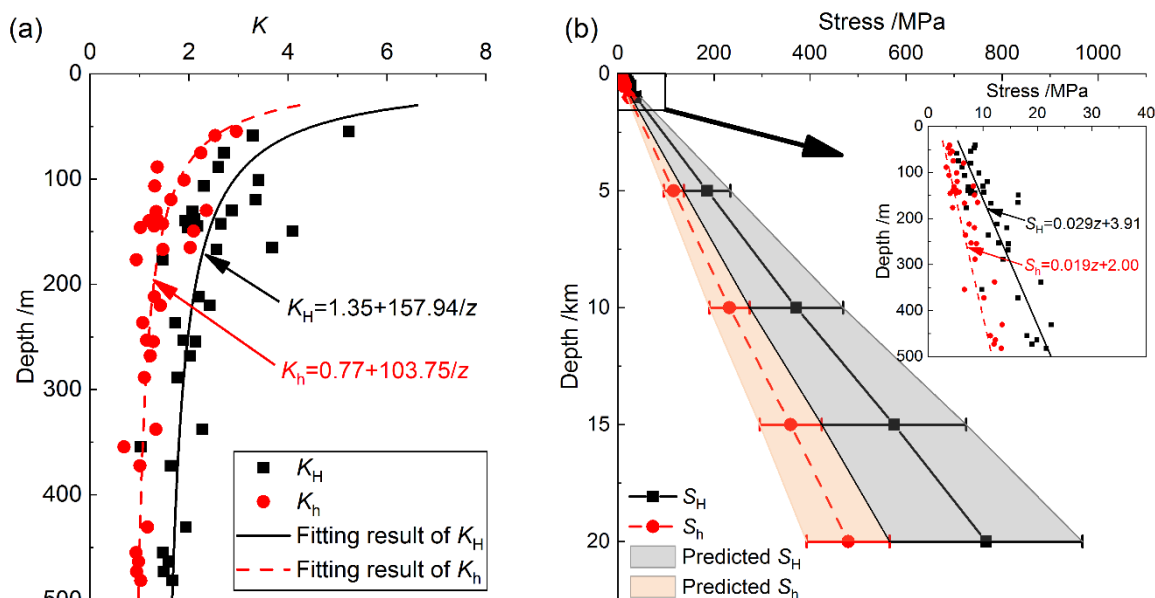 (a)
K
0 2 4 6 8
0
100
200
300
400
500
Depth /m
K_H=1.35+157.94/z
K_h=0.77+103.75/z
K_H
K_h
Fitting result of K_H
Fitting result of K_h
(b)
Stress /MPa
0 200 400 600 800 1000
0
5
10
15
20
Depth /km
Stress /MPa
0 10 20 30 40
0
100
200
300
400
500
Depth /m
S_H=0.029z+3.91
S_h=0.019z+2.00
S_H
S_h
Predicted S_H
Predicted S_h